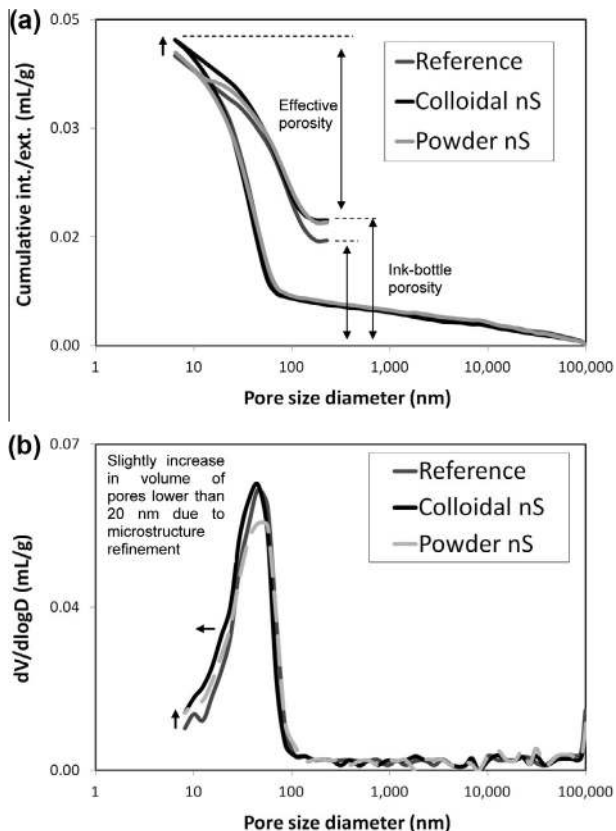 (a)
0.05
0.03
0.02
0.00
Cumulative int./ext. (mL/g)
Effective
porosity
Reference
Colloidal nS
Powder nS
Ink-bottle
porosity
1 10 100 1,000 10,000 100,000
Pore size diameter (nm)
(b)
0.07
0.04
0.00
dV/dlogD (mL/g)
Slightly increase
in volume of
pores lower than
20 nm due to
microstructure
refinement
Reference
Colloidal nS
Powder nS
1 10 100 1,000 10,000 100,000
Pore size diameter (nm)